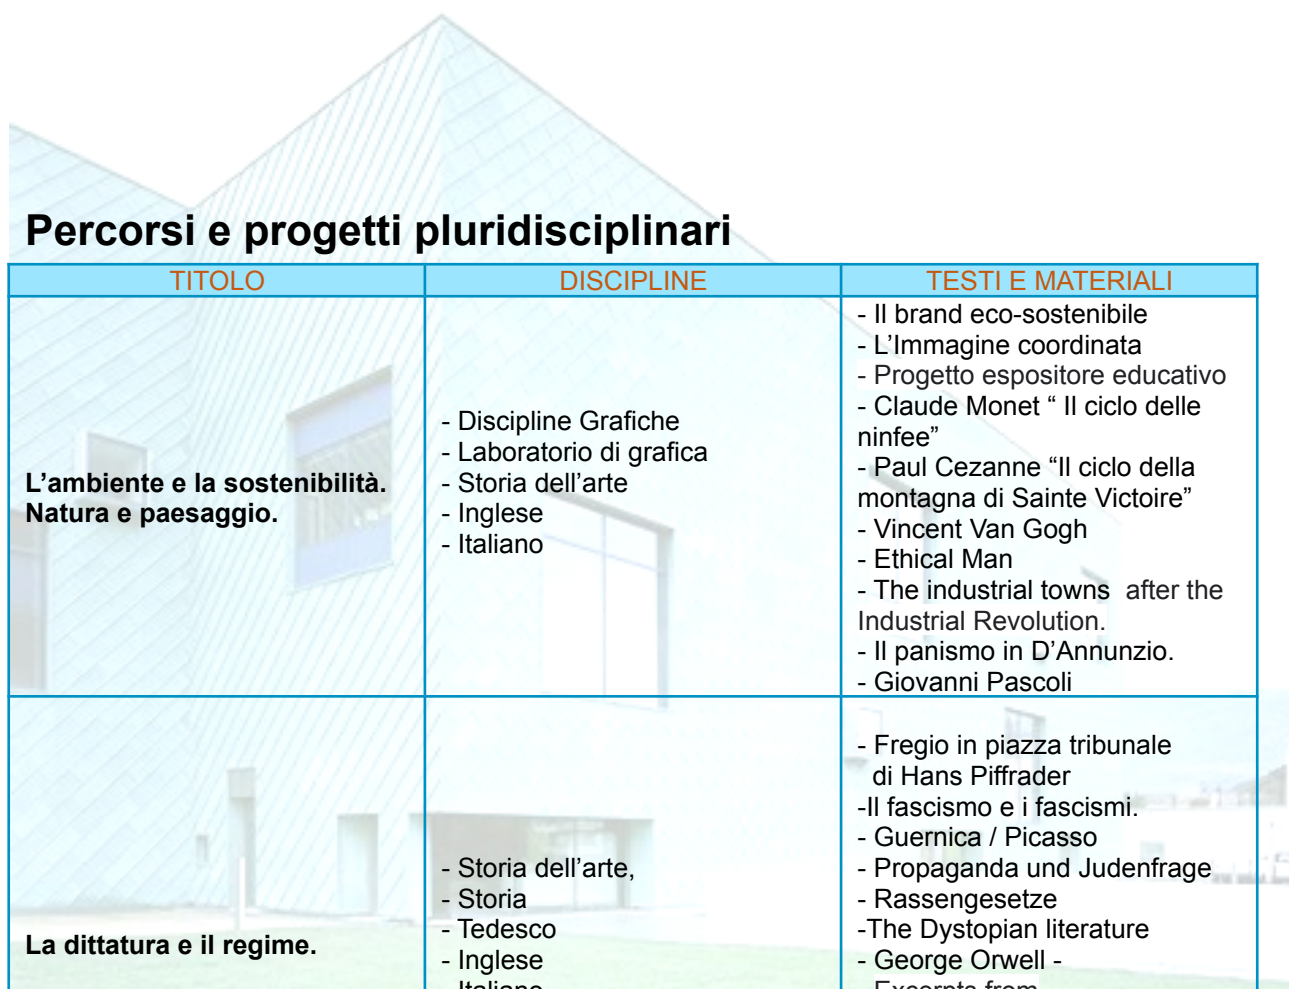 Percorsi e progetti pluridisciplinari
TITOLO
DISCIPLINE
TESTI E MATERIALI
L’ambiente e la sostenibilità.
Natura e paesaggio.
- Discipline Grafiche
- Laboratorio di grafica
- Storia dell’arte
- Inglese
- Italiano
- Il brand eco-sostenibile
- L’Immagine coordinata
- Progetto espositore educativo
- Claude Monet “ Il ciclo delle
ninfee”
- Paul Cezanne “Il ciclo della
montagna di Sainte Victoire”
- Vincent Van Gogh
- Ethical Man
- The industrial towns  after the
Industrial Revolution.
- Il panismo in D’Annunzio.
- Giovanni Pascoli
La dittatura e il regime.
- Storia dell’arte,
- Storia
- Tedesco
- Inglese
- Italiano
- Fregio in piazza tribunale
di Hans Piffrader
-Il fascismo e i fascismi.
- Guernica / Picasso
- Propaganda und Judenfrage
- Rassengesetze
-The Dystopian literature
- George Orwell -
Excerpts from